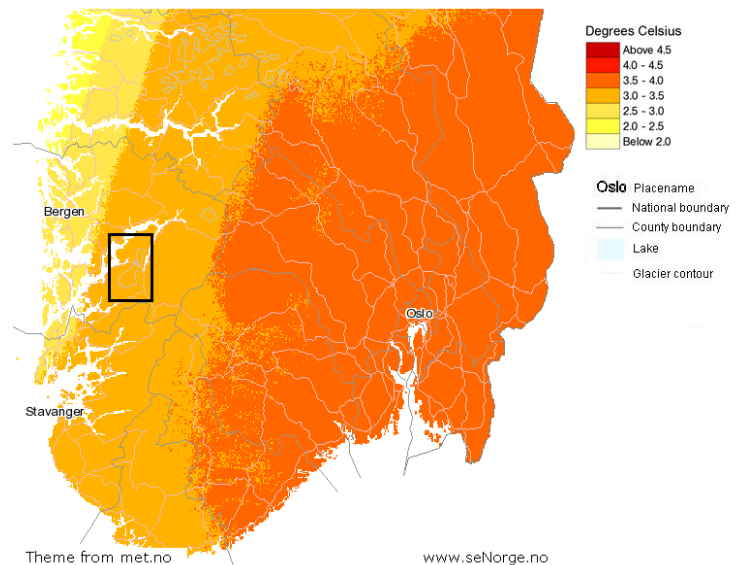 Degrees Celsius
Above 4.5
4.0 - 4.5
3.5 - 4.0
3.0 - 3.5
2.5 - 3.0
2.0 - 2.5
Below 2.0
Oslo Placename
National boundary
County boundary
Lake
Glacier contour
Bergen
Oslo
Stavanger
Theme from met.no
www.seNorge.no